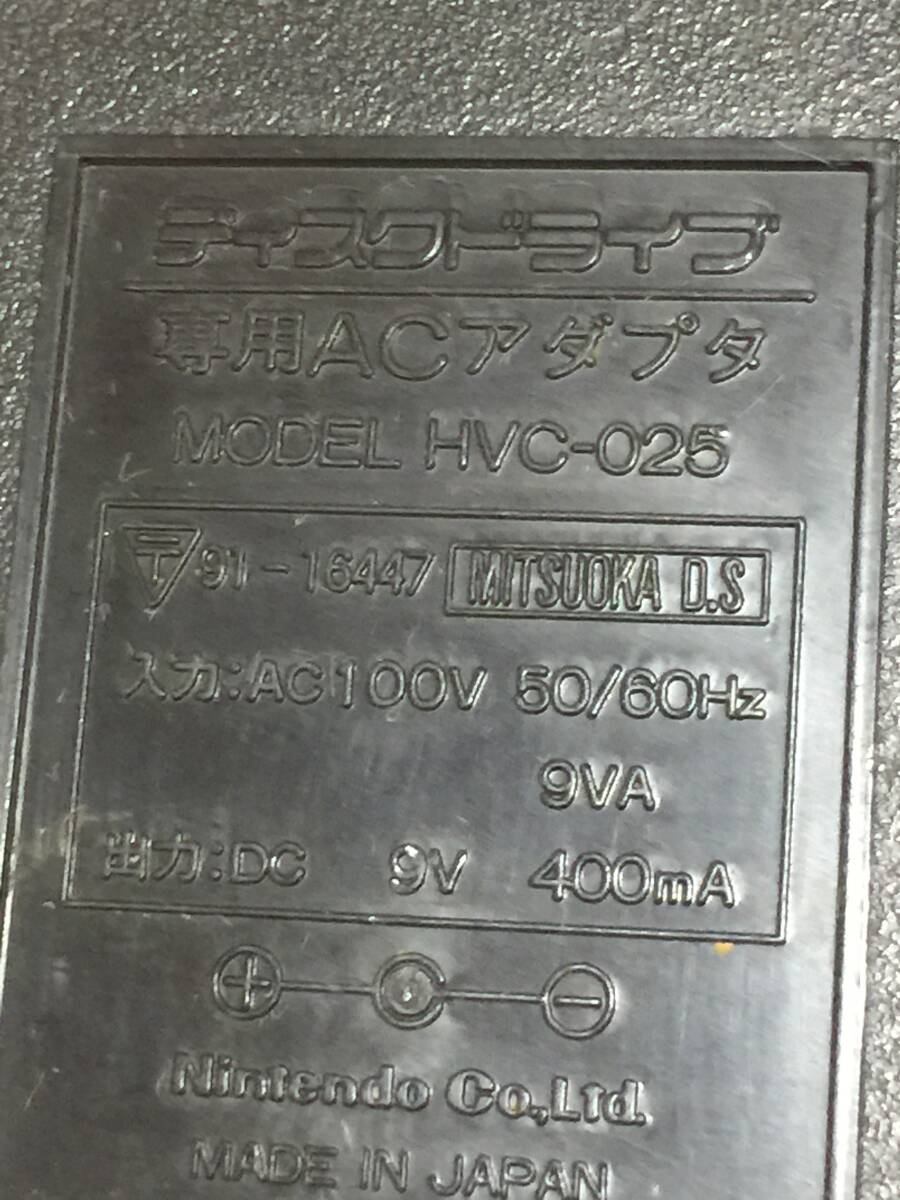 ディスクドライブ
専用ACアダプタ
MODEL HVC-025
〒 91-16447 MITSUOKA D.S
入力:AC100V 50/60Hz
9VA
出力:DC 9V 400mA
Nintendo Co.,Ltd.
MADE IN JAPAN